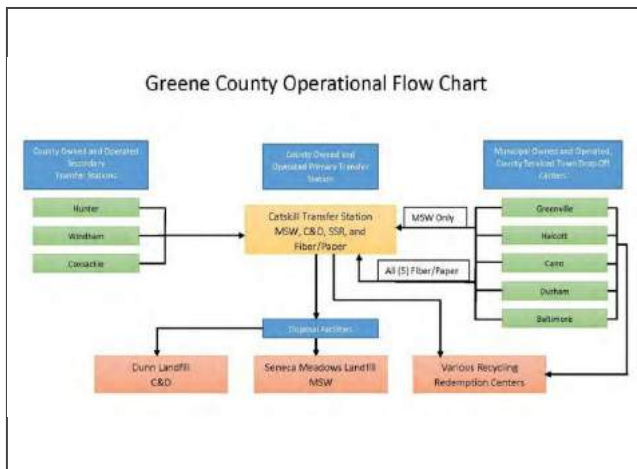 Greene County Operational Flow Chart
County Owned and Operated
Secondary
Transfer Stations
County Owned and
Operated Primary Transfer
Station
Municipal Owned and Operated,
County Serviced Town Drop-Off
Centers
Hunter
Windham
Coxsackie
Catskill Transfer Station
MSW, C&D, SSR, and
Fiber/Paper
MSW Only
All (5) Fiber/Paper
Greenville
Halcott
Cairo
Durham
Baltimore
Disposal Facilities
Dunn Landfill
C&D
Seneca Meadows Landfill
MSW
Various Recycling
Redemption Centers